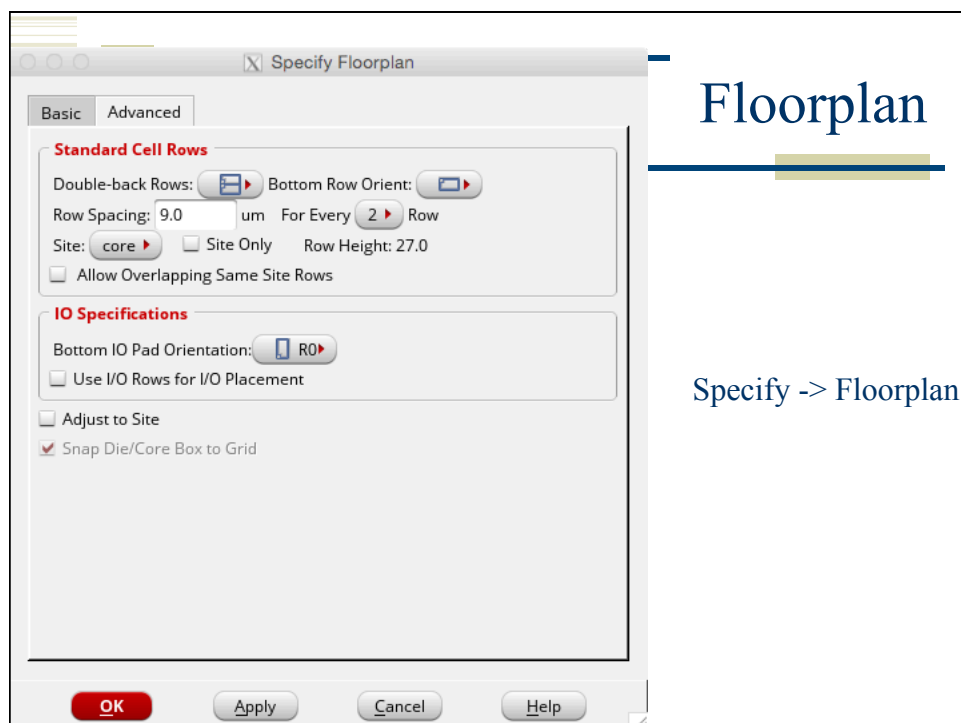 Specify Floorplan
Floorplan
Basic Advanced
Standard Cell Rows
Double-back Rows: Bottom Row Orient:
Row Spacing: 9.0 um For Every 2 Row
Site: core Site Only Row Height: 27.0
Allow Overlapping Same Site Rows
IO Specifications
Bottom IO Pad Orientation: R0
Use I/O Rows for I/O Placement
Specify -> Floorplan
Adjust to Site
Snap Die/Core Box to Grid
OK Apply Cancel Help